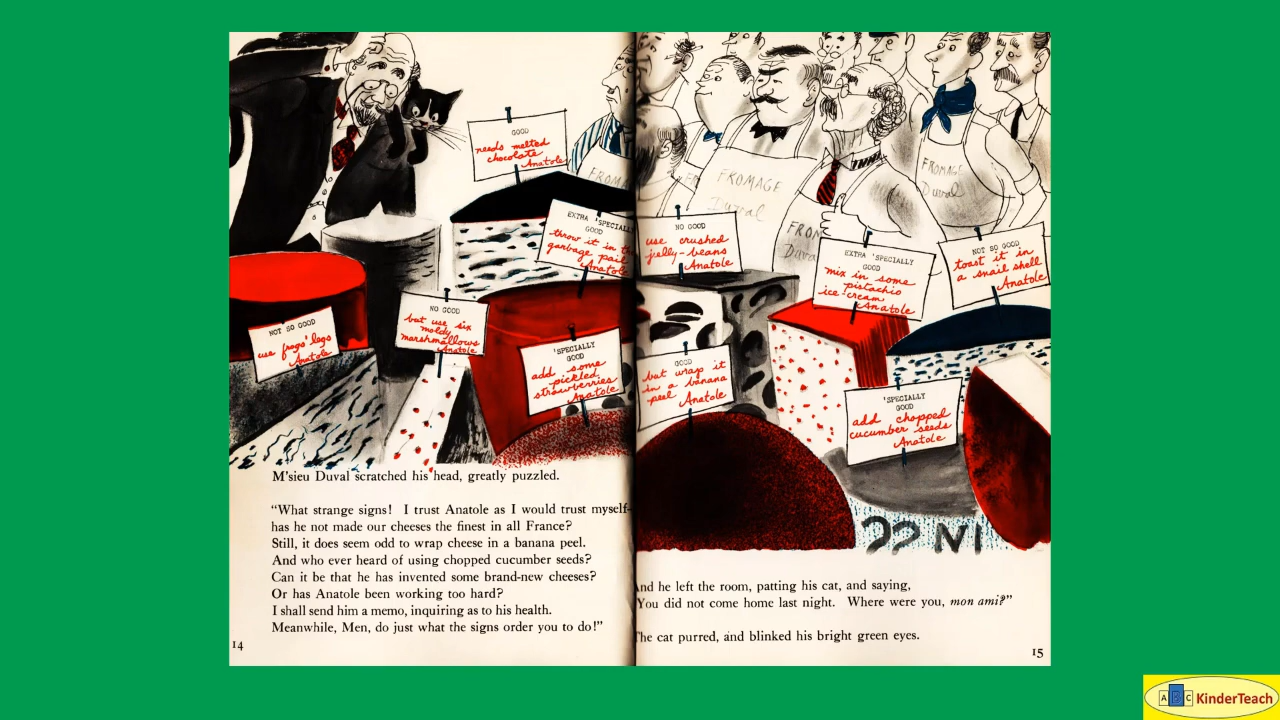 GOOD
needs melted
chocolate
Anatole
EXTRA 'SPECIALLY
GOOD
throw it in the
garbage pail
Anatole
NOT SO GOOD
use frogs' legs
Anatole
NO GOOD
but use six
moldy
marshmallows
Anatole
'SPECIALLY
GOOD
add some
pickled
strawberries
Anatole
M'sieu Duval scratched his head, greatly puzzled.
“What strange signs! I trust Anatole as I would trust myself-
has he not made our cheeses the finest in all France?
Still, it does seem odd to wrap cheese in a banana peel.
And who ever heard of using chopped cucumber seeds?
Can it be that he has invented some brand-new cheeses?
Or has Anatole been working too hard?
I shall send him a memo, inquiring as to his health.
Meanwhile, Men, do just what the signs order you to do!”
14
FROMA
FROMAGE
Duval
FROM
Duva
FROMAGE
Duval
NO GOOD
use crushed
jelly-beans
Anatole
EXTRA 'SPECIALLY
GOOD
mix in some
pistachio
ice-cream
Anatole
NOT SO GOOD
toast it in
a snail shell
Anatole
GOOD
but wrap it
in a banana
peel Anatole
'SPECIALLY
GOOD
add chopped
cucumber seeds
Anatole
And he left the room, patting his cat, and saying,
“You did not come home last night. Where were you, mon ami?”
The cat purred, and blinked his bright green eyes.
15
ABC KinderTeach